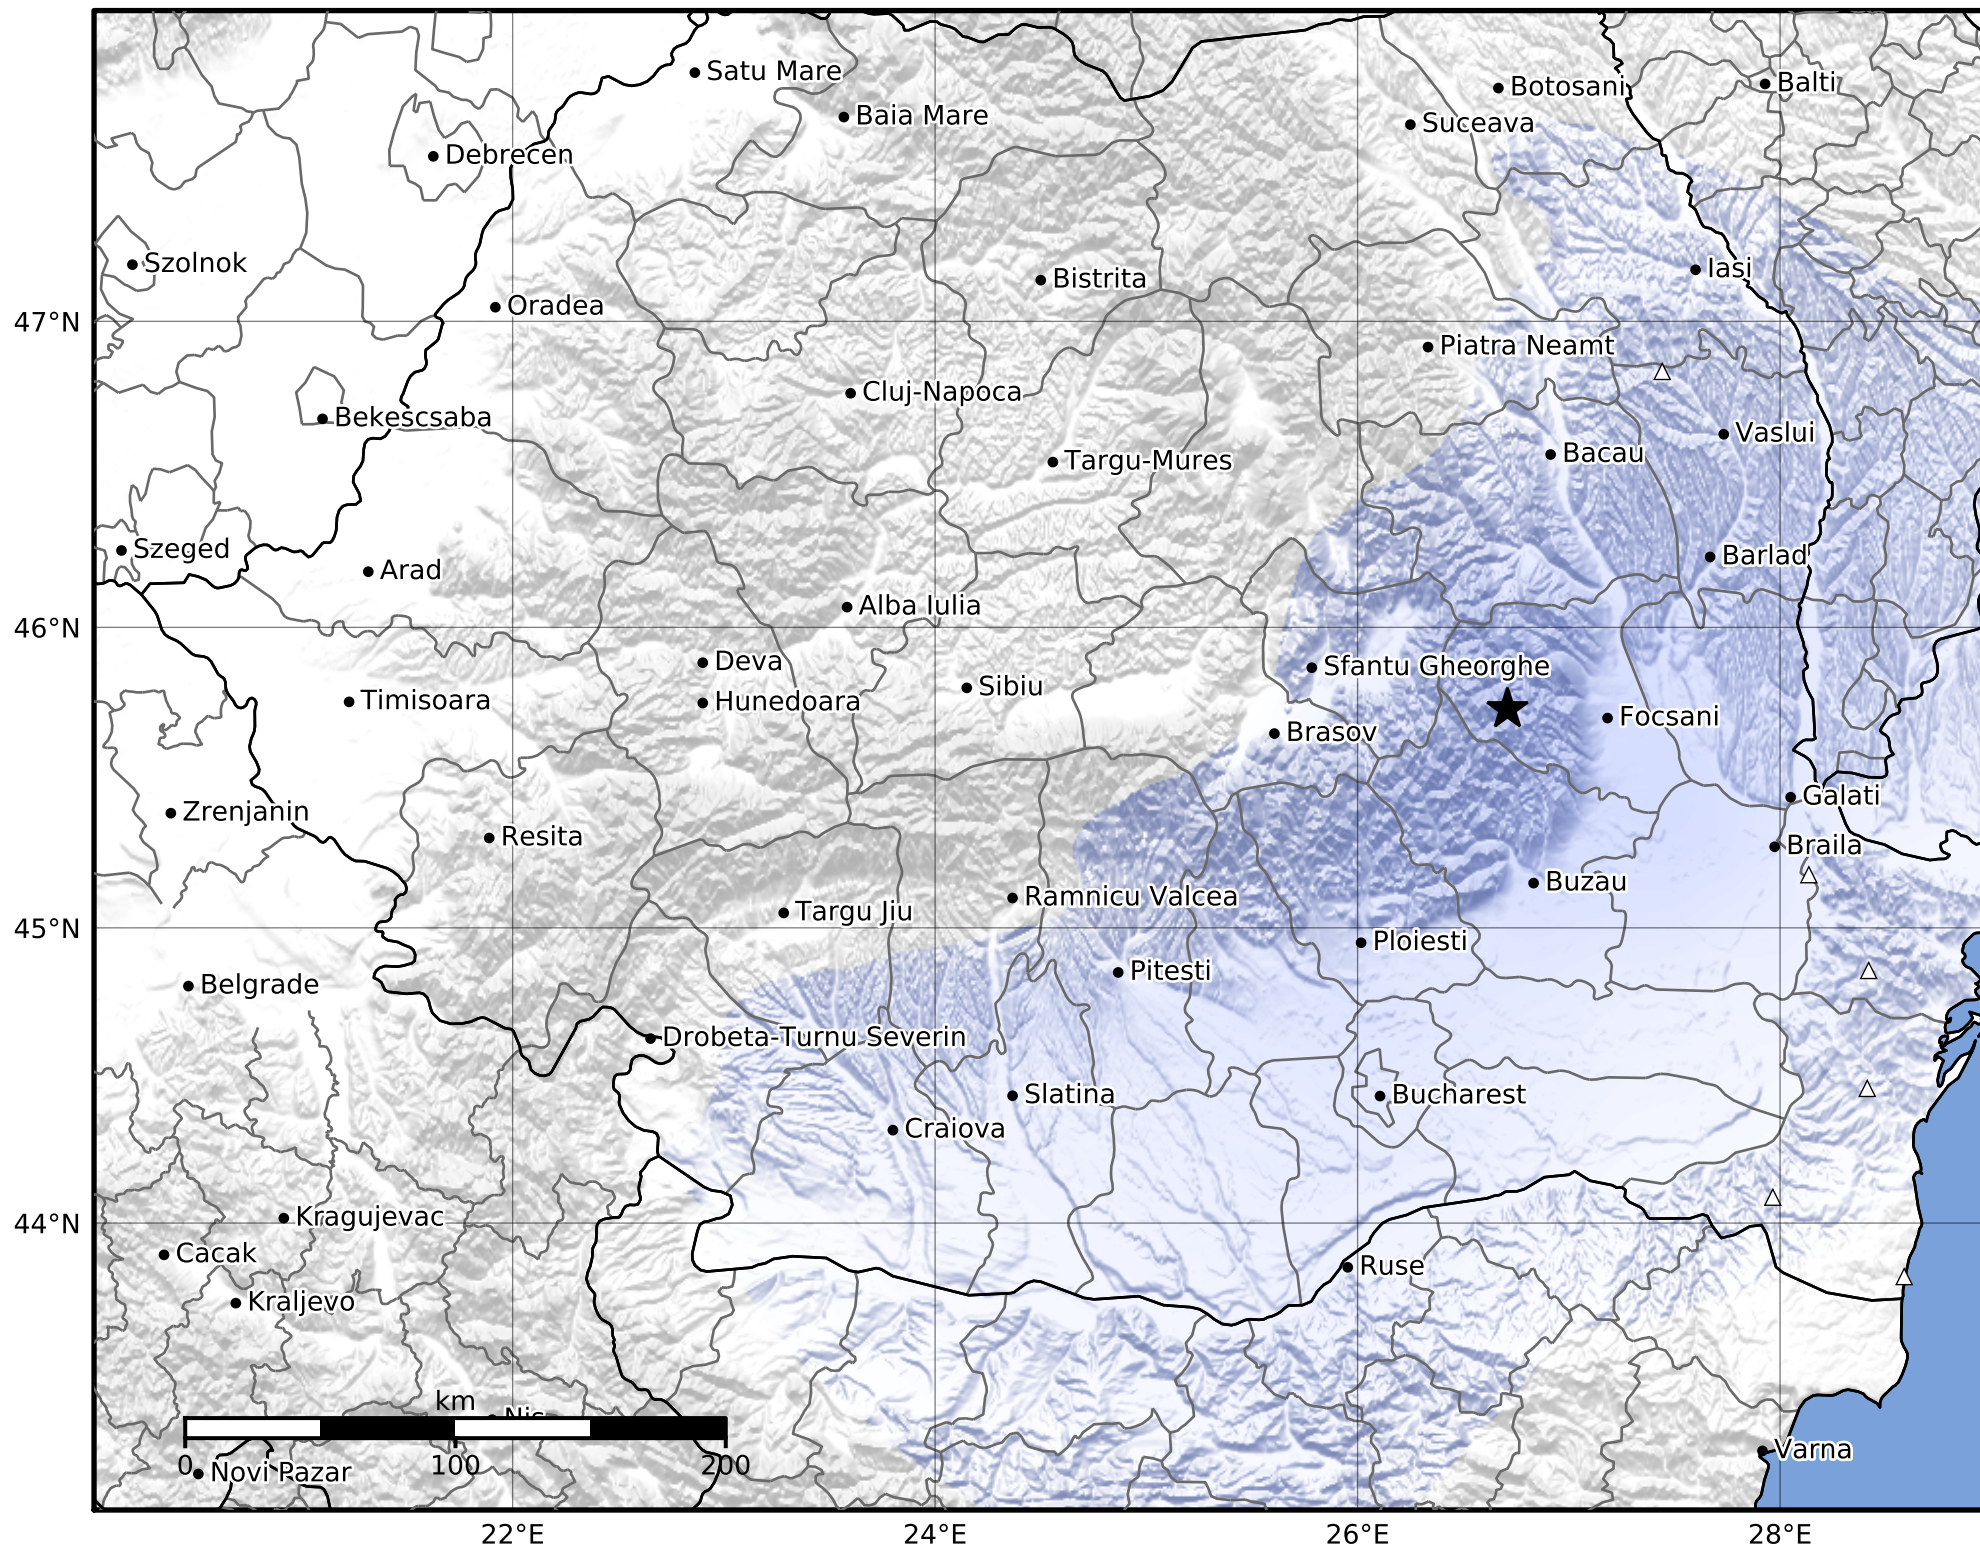 Satu Mare
Botosani
Balti
Baia Mare
Suceava
Debrecen
Szolnok
Iasi
Bistrita
Oradea
47°N
Piatra Neamt
Cluj-Napoca
Bekescsaba
Vaslui
Bacau
Targu-Mures
Szeged
Barlad
Arad
Alba Iulia
46°N
Deva
Sfantu Gheorghe
Sibiu
Timisoara
Hunedoara
Focsani
Brasov
Galati
Zrenjanin
Resita
Braila
Buzau
Ramnicu Valcea
Targu Jiu
45°N
Ploiesti
Pitesti
Belgrade
Drobeta-Turnu Severin
Slatina
Bucharest
Craiova
Kragujevac
44°N
Cacak
Ruse
Kraljevo
km
Nis
Varna
0 100 200
Novi Pazar
22°E 24°E 26°E 28°E